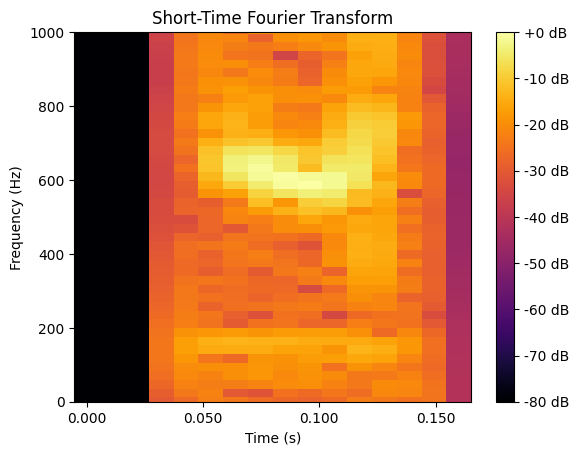 Short-Time Fourier Transform
1000
800
600
400
200
0
Frequency (Hz)
0.000
0.050
0.100
0.150
Time (s)
+0 dB
-10 dB
-20 dB
-30 dB
-40 dB
-50 dB
-60 dB
-70 dB
-80 dB